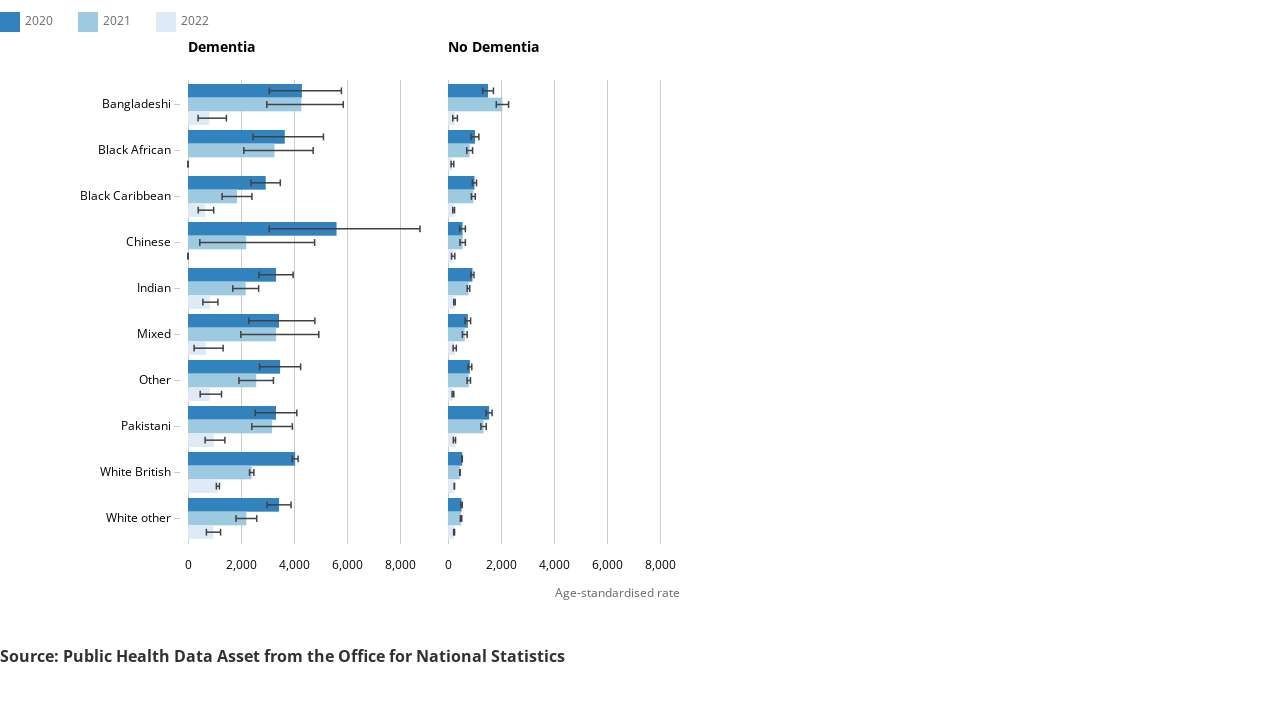 2020 2021 2022
Dementia No Dementia
Bangladeshi
Black African
Black Caribbean
Chinese
Indian
Mixed
Other
Pakistani
White British
White other
0 2,000 4,000 6,000 8,000 0 2,000 4,000 6,000 8,000
Age-standardised rate
Source: Public Health Data Asset from the Office for National Statistics